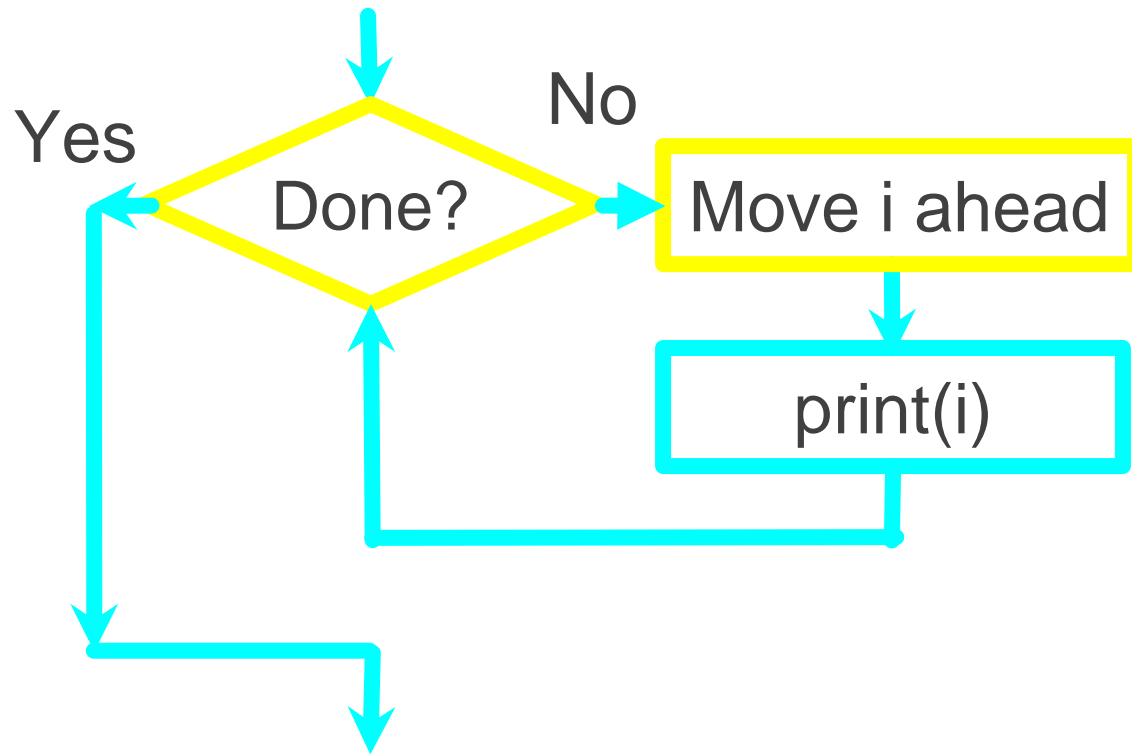 No
Yes
Done?
Move i ahead
print(i)